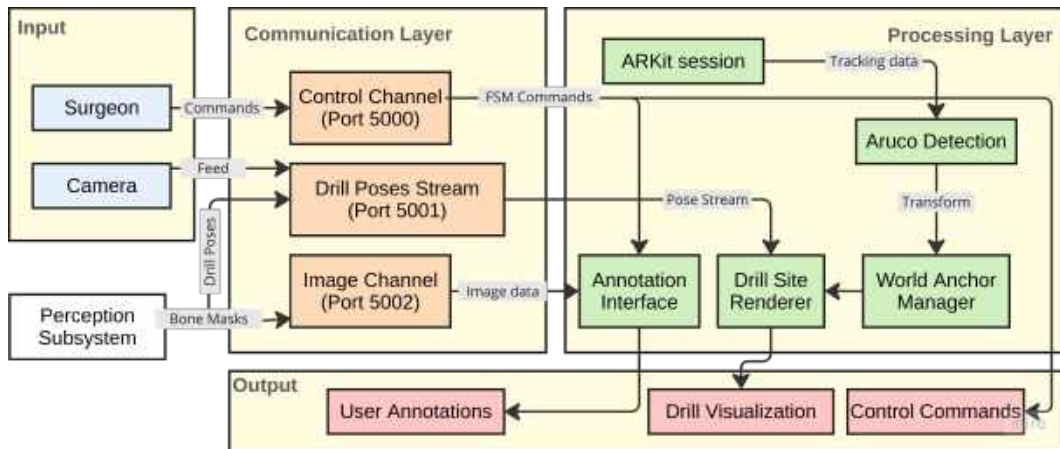 Input
Surgeon
Camera
Perception
Subsystem
Commands
Feed
Drill Poses
Bone Masks
Communication Layer
Control Channel
(Port 5000)
Drill Poses Stream
(Port 5001)
Image Channel
(Port 5002)
FSM Commands
Pose Stream
Image data
Processing Layer
ARKit session
Tracking data
Aruco Detection
Transform
Annotation
Interface
Drill Site
Renderer
World Anchor
Manager
Output
User Annotations
Drill Visualization
Control Commands